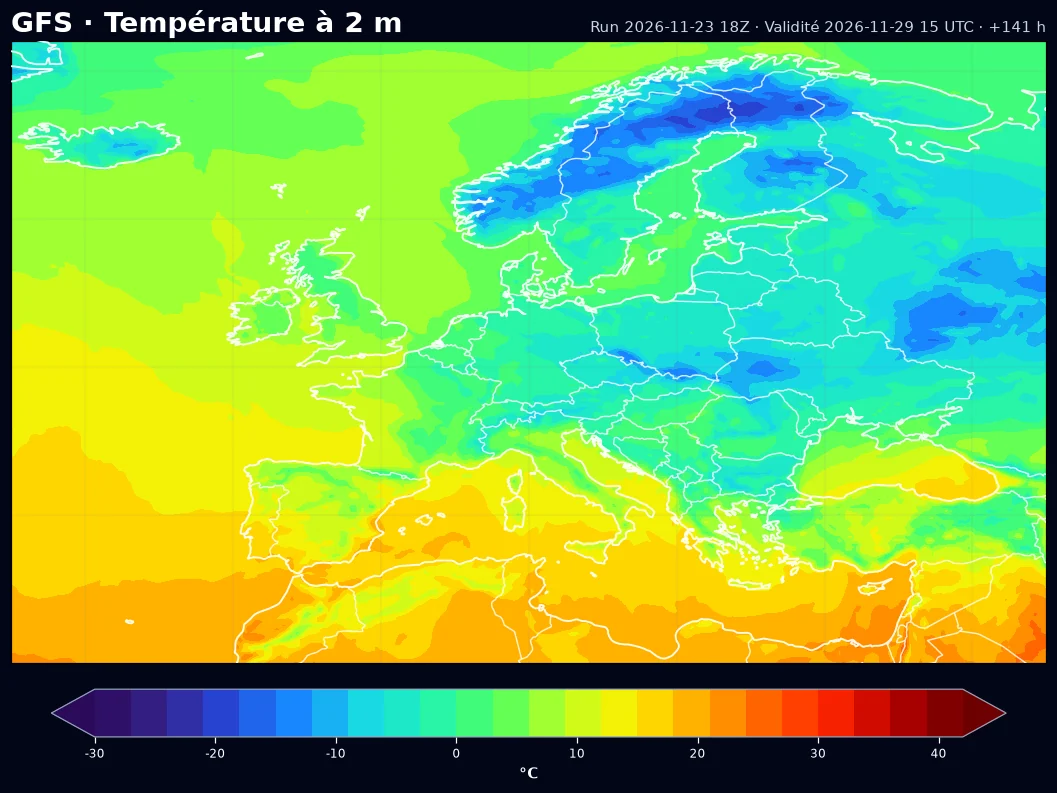 GFS · Température à 2 m
Run 2026-11-23 18Z · Validité 2026-11-29 15 UTC · +141 h
-30 -20 -10 0 10 20 30 40
°C